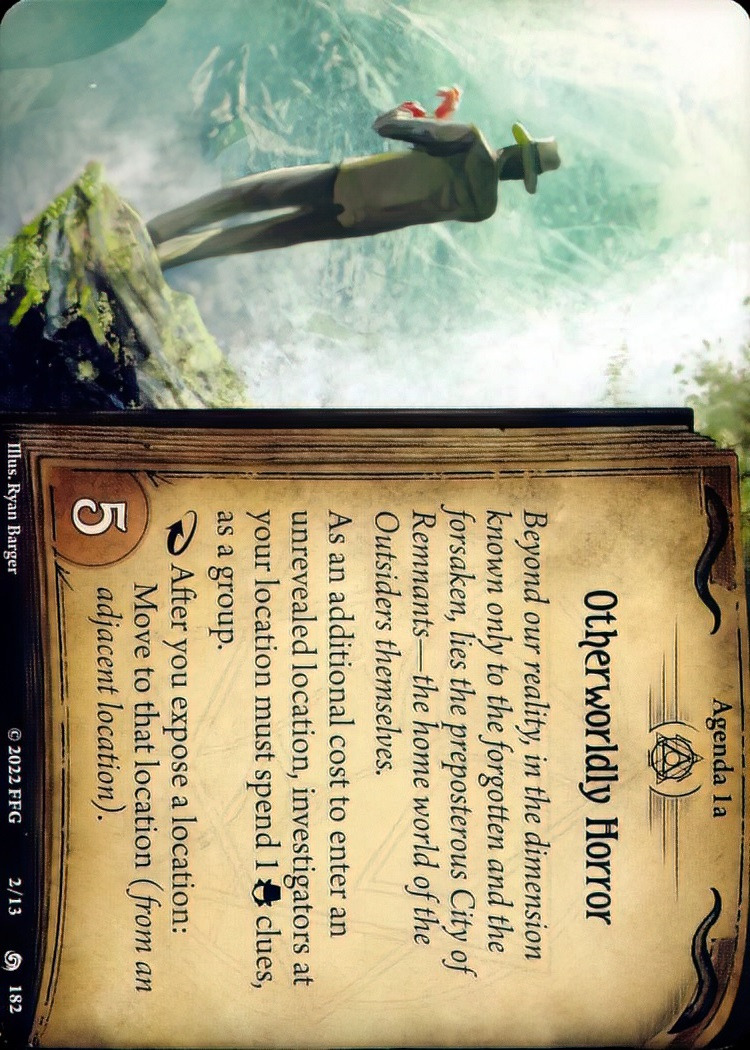 Agenda 1a
Otherworldly Horror
Beyond our reality, in the dimension
known only to the forgotten and the
forsaken, lies the preposterous City of
Remnants—the home world of the
Outsiders themselves.
As an additional cost to enter an
unrevealed location, investigators at
your location must spend 1 clues,
as a group.
After you expose a location:
Move to that location (from an
adjacent location).
5
Illus. Ryan Barger
© 2022 FFG
2/13
182